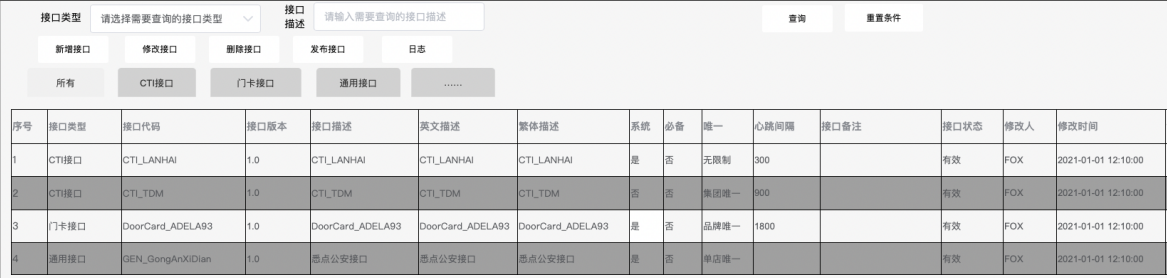 接口类型 请选择需要查询的接口类型 接口描述 请输入需要查询的接口描述 查询 重置条件
新增接口 修改接口 删除接口 发布接口 日志
所有 CTI接口 门卡接口 通用接口 ......
序号 接口类型 接口代码 接口版本 接口描述 英文描述 繁体描述 系统 必备 唯一 心跳间隔 接口备注 接口状态 修改人 修改时间
1 CTI接口 CTI_LANHAI 1.0 CTI_LANHAI CTI_LANHAI CTI_LANHAI 是 否 无限制 300 有效 FOX 2021-01-01 12:10:00
2 CTI接口 CTI_TDM 1.0 CTI_TDM CTI_TDM CTI_TDM 否 否 集团唯一 900 有效 FOX 2021-01-01 12:10:00
3 门卡接口 DoorCard_ADELA93 1.0 DoorCard_ADELA93 DoorCard_ADELA93 DoorCard_ADELA93 是 否 品牌唯一 1800 有效 FOX 2021-01-01 12:10:00
4 通用接口 GEN_GongAnXiDian 1.0 悉点公安接口 悉点公安接口 悉点公安接口 是 否 单店唯一 有效 FOX 2021-01-01 12:10:00